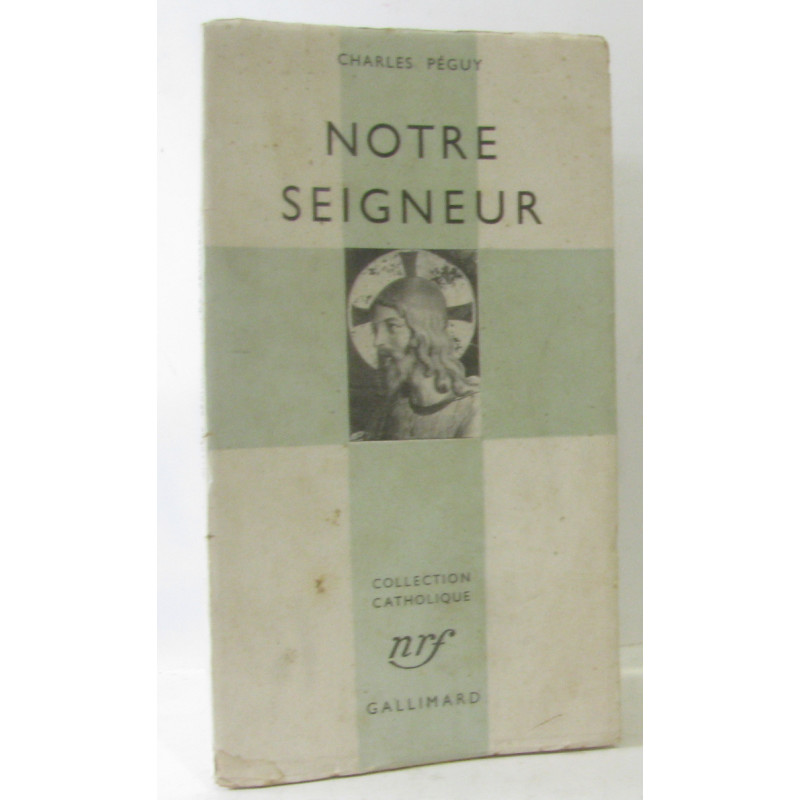 CHARLES PÉGUY
NOTRE
SEIGNEUR
COLLECTION
CATHOLIQUE
nrf
GALLIMARD